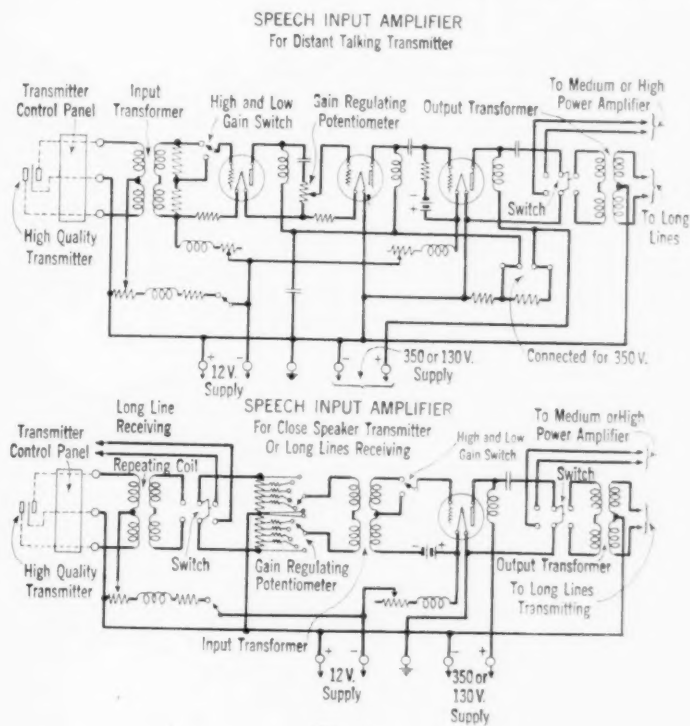 SPEECH INPUT AMPLIFIER
For Distant Talking Transmitter
Transmitter
Control Panel
Input
Transformer
High and Low
Gain Switch
Gain Regulating
Potentiometer
Output Transformer
To Medium or High
Power Amplifier
High Quality
Transmitter
Switch
To Long
Lines
+
-
12 V.
Supply
-
+
350 or 130 V.
Supply
Connected for 350 V.
SPEECH INPUT AMPLIFIER
For Close Speaker Transmitter
Or Long Lines Receiving
Long Line
Receiving
Transmitter
Control Panel
Repeating Coil
High and Low
Gain Switch
To Medium or High
Power Amplifier
Switch
High Quality
Transmitter
Switch
Gain Regulating
Potentiometer
Output Transformer
To Long Lines
Transmitting
Input Transformer
+
-
12 V.
Supply
-
+
350 or
130 V.
Supply